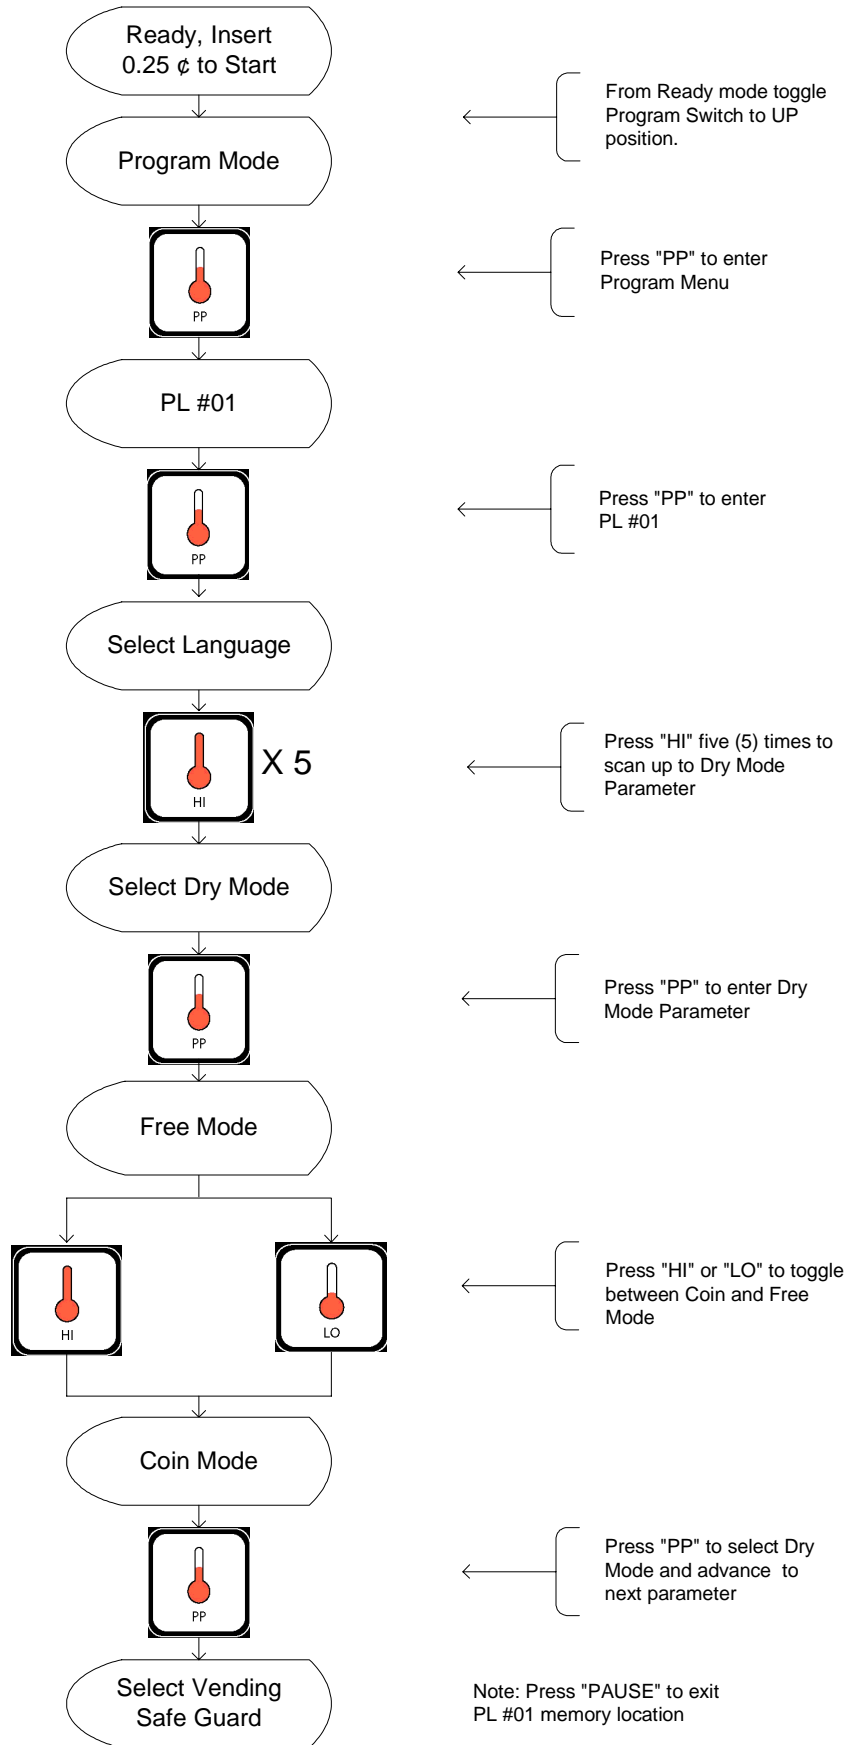 Ready, Insert
0.25 ¢ to Start
From Ready mode toggle
Program Switch to UP
position.
Program Mode
PP
Press "PP" to enter
Program Menu
PL #01
PP
Press "PP" to enter
PL #01
Select Language
HI
X 5
Press "HI" five (5) times to
scan up to Dry Mode
Parameter
Select Dry Mode
PP
Press "PP" to enter Dry
Mode Parameter
Free Mode
HI
LO
Press "HI" or "LO" to toggle
between Coin and Free
Mode
Coin Mode
PP
Press "PP" to select Dry
Mode and advance to
next parameter
Select Vending
Safe Guard
Note: Press "PAUSE" to exit
PL #01 memory location